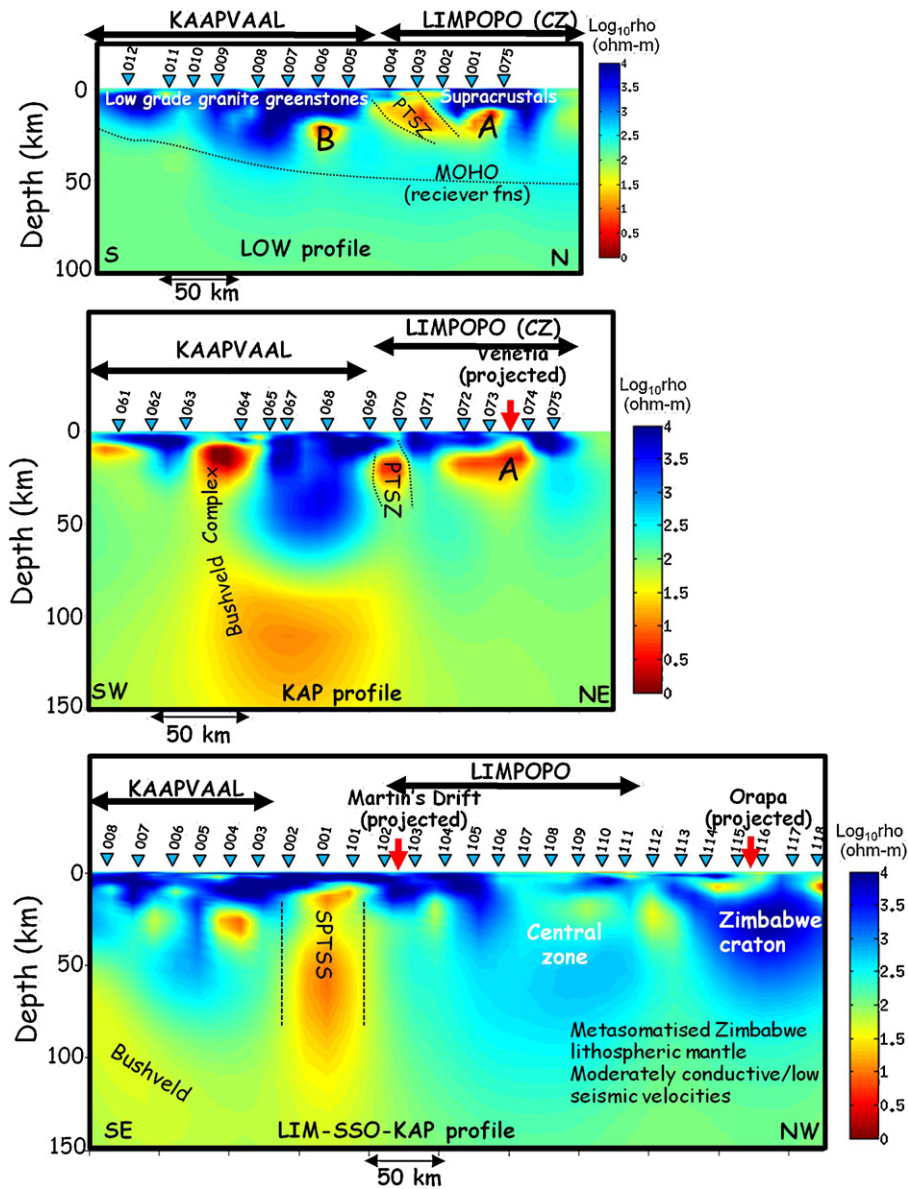 KAAPVAAL
LIMPOPO (CZ)
Log10rho
(ohm-m)
012 011 010 009 008 007 006 005 004 003 002 001 075
Low grade granite greenstones
Supracrustals
PTSZ
A
B
MOHO
(reciever fns)
LOW profile
S
N
Depth (km)
0
50
100
4
3.5
3
2.5
2
1.5
1
0.5
0
50 km
LIMPOPO (CZ)
KAAPVAAL
Venetia
(projected)
Log10rho
(ohm-m)
061 062 063 064 065 067 068 069 070 071 072 073 074 075
PTSZ
A
Bushveld Complex
KAP profile
SW
NE
Depth (km)
0
50
100
150
4
3.5
3
2.5
2
1.5
1
0.5
0
50 km
LIMPOPO
KAAPVAAL
Martin's Drift
(projected)
Orapa
(projected)
Log10rho
(ohm-m)
008 007 006 005 004 003 002 001 101 102 103 104 105 106 107 108 109 110 111 112 113 114 115 116 117 118
SPTSS
Central
zone
Zimbabwe
craton
Bushveld
Metasomatised Zimbabwe
lithospheric mantle
Moderately conductive/low
seismic velocities
LIM-SSO-KAP profile
SE
NW
Depth (km)
0
50
100
150
4
3.5
3
2.5
2
1.5
1
0.5
0
50 km